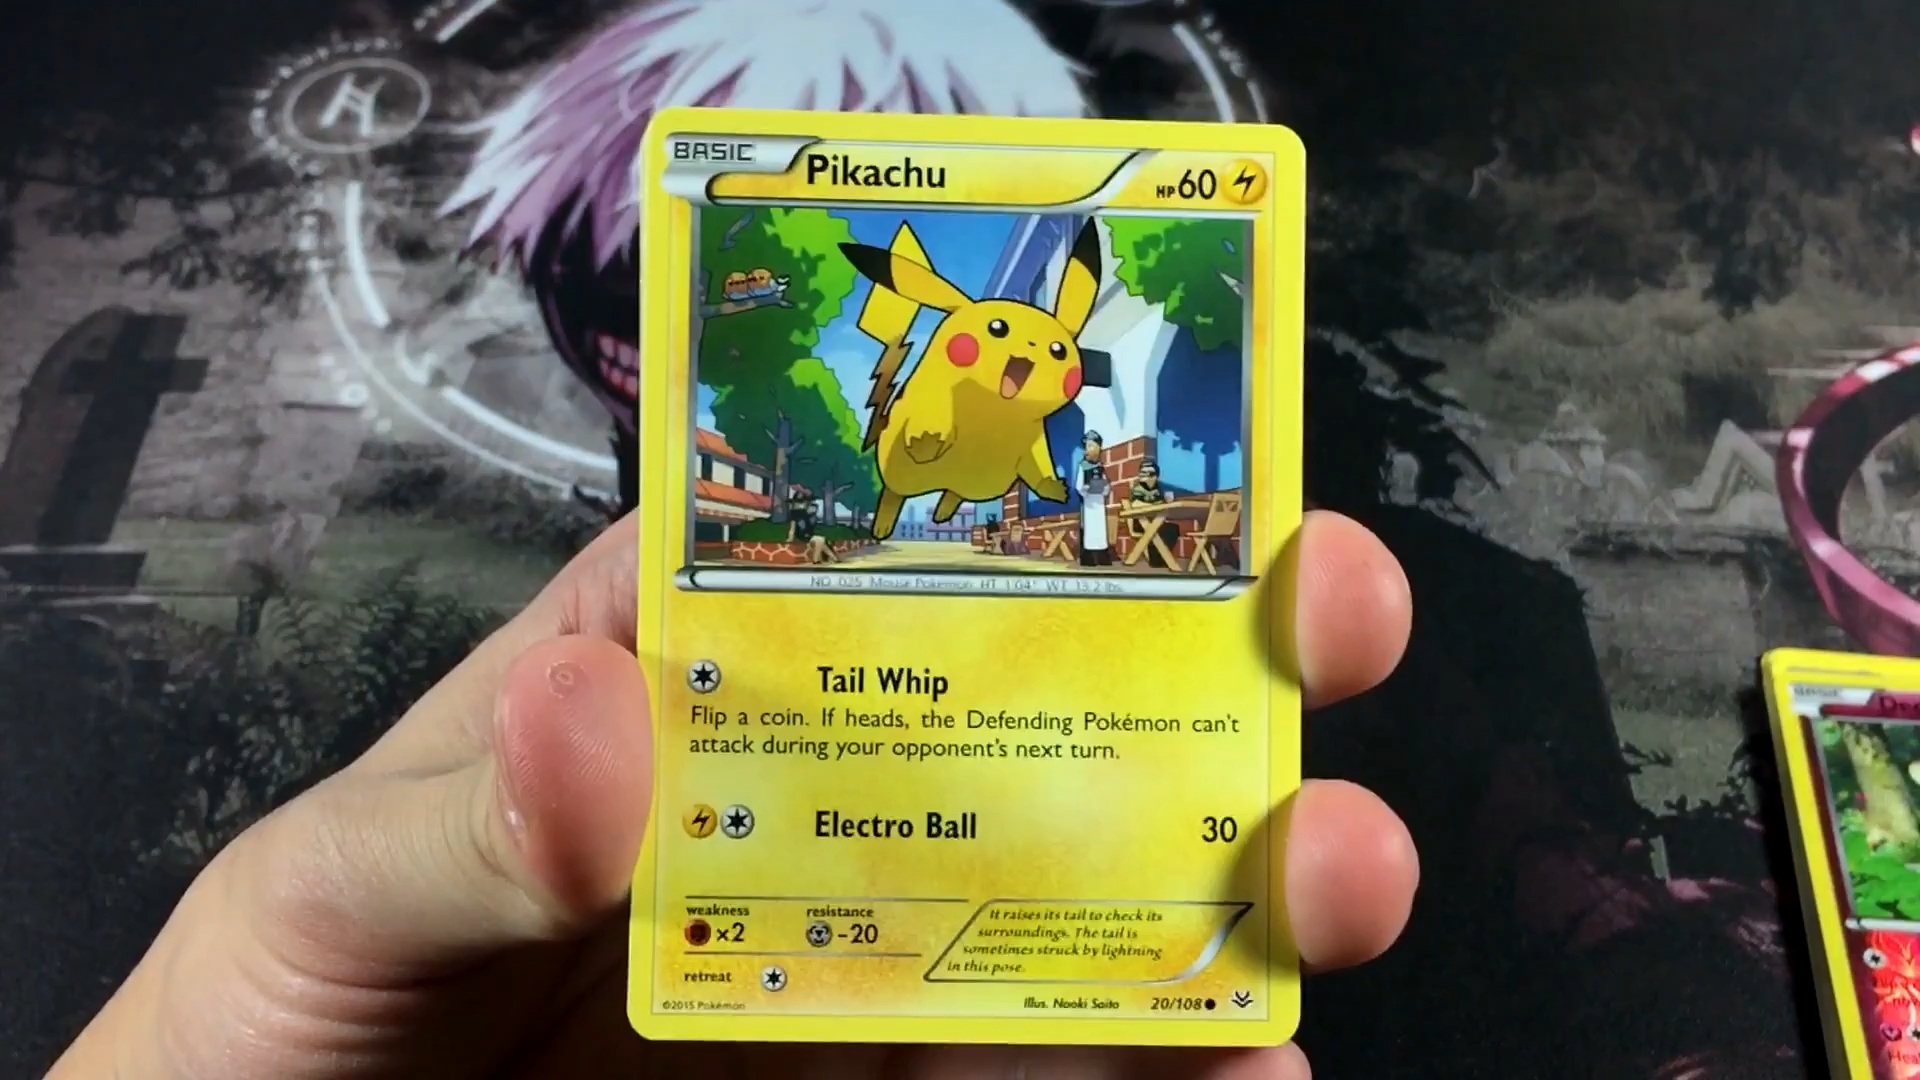 BASIC
Pikachu
HP60
NO. 025 Mouse Pokémon HT. 1'04" WT. 13.2 lbs.
Tail Whip
Flip a coin. If heads, the Defending Pokémon can't
attack during your opponent's next turn.
Electro Ball 30
weakness resistance
x2 -20
It raises its tail to check its
surroundings. The tail is
sometimes struck by lightning
in this pose.
retreat
©2015 Pokémon Illus. Naoki Saito 20/108